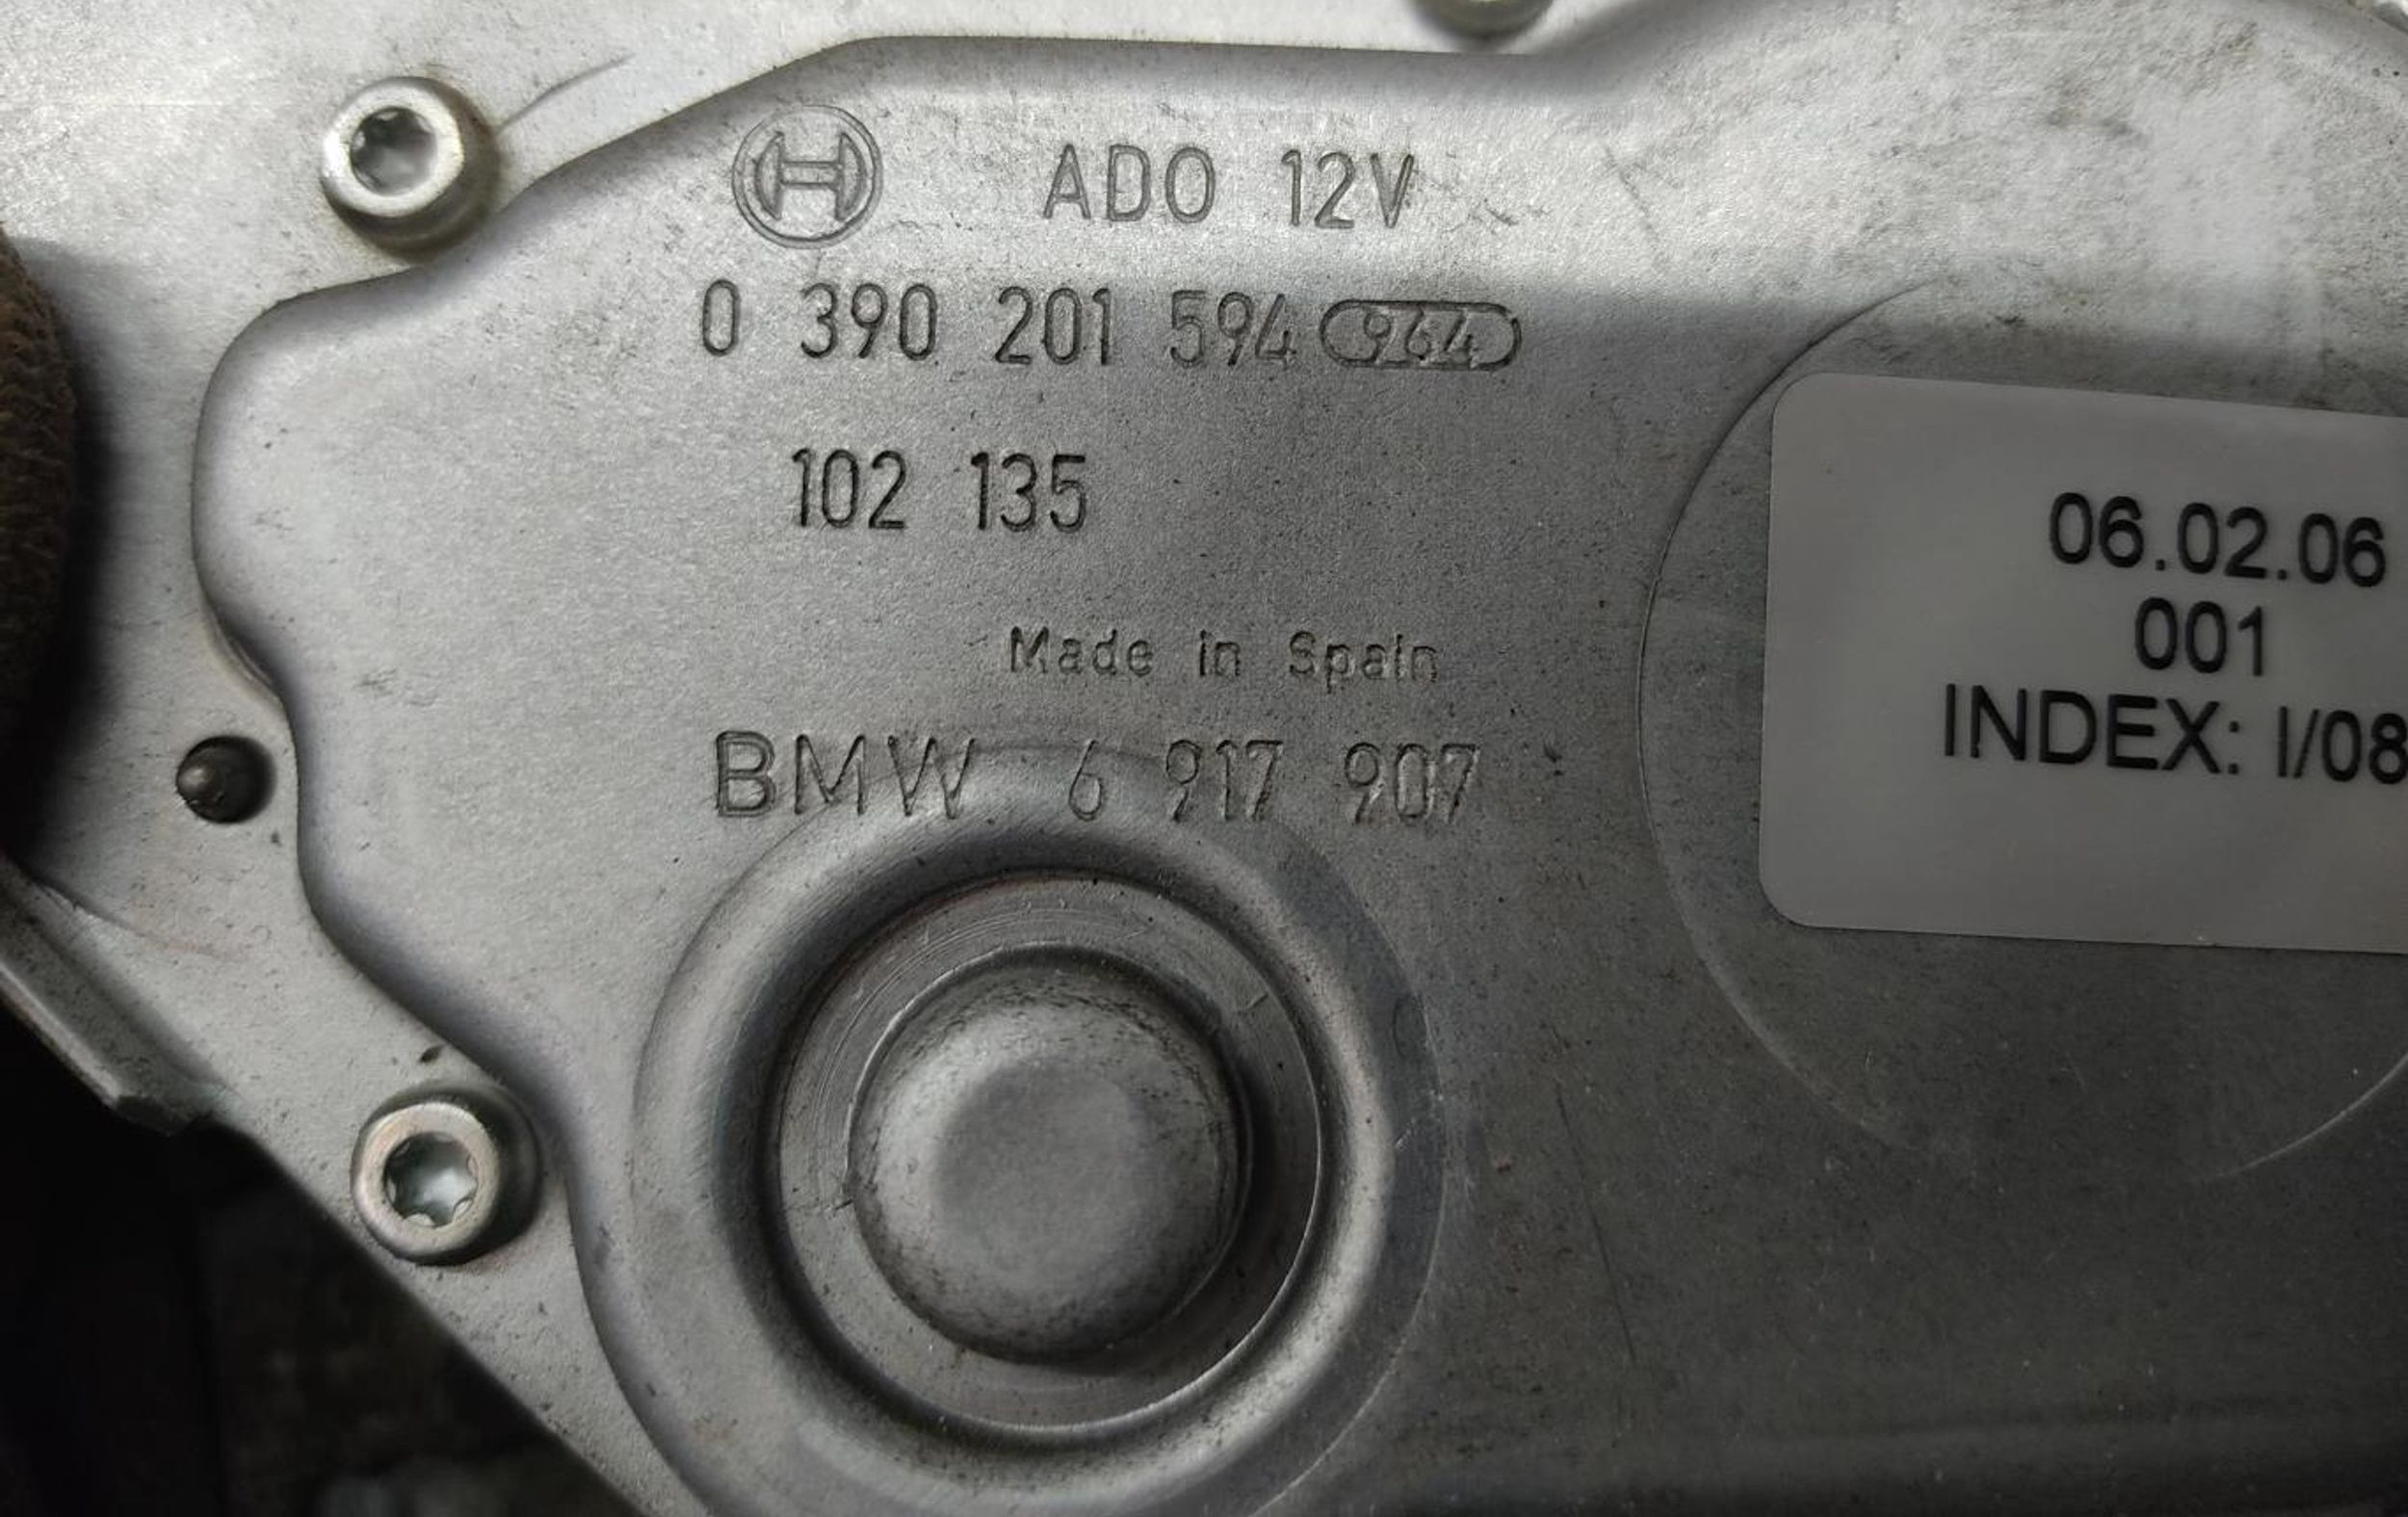 ADO 12V
0 390 201 594 964
102 135
Made in Spain
BMW 6 917 907
06.02.06
001
INDEX: I/08